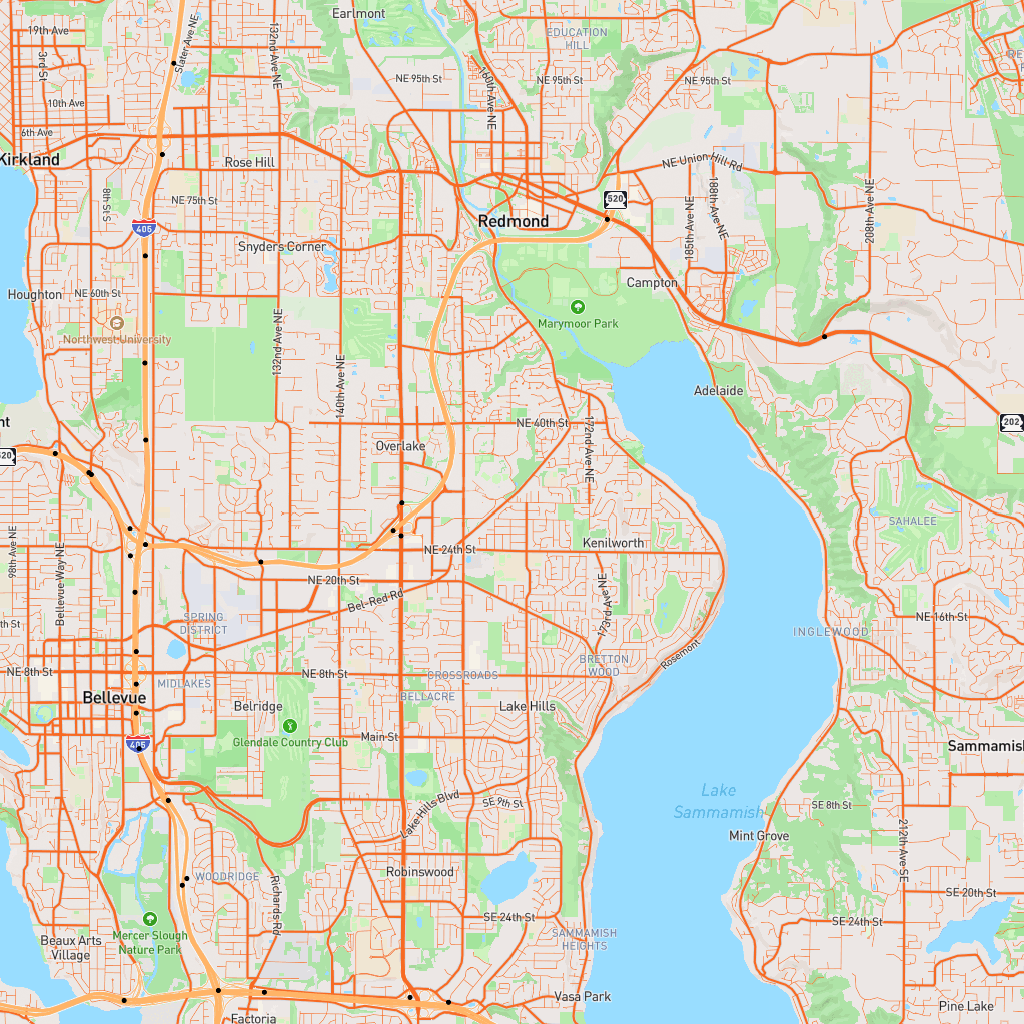 Earlmont
19th Ave
Slater Ave NE
132nd Ave NE
EDUCATION
HILL
3rd St
NE 95th St
160th Ave NE
NE 95th St
NE 95th St
10th Ave
6th Ave
Kirkland
Rose Hill
NE Union Hill Rd
8th St S
NE 75th St
520
188th Ave NE
185th Ave NE
208th Ave NE
405
Redmond
Snyders Corner
Houghton
NE 60th St
Campton
Marymoor Park
Northwest University
132nd Ave NE
140th Ave NE
Adelaide
NE 40th St
172nd Ave NE
202
Overlake
520
SAHALEE
98th Ave NE
Bellevue Way NE
NE 24th St
Kenilworth
NE 20th St
Bel-Red Rd
173rd Ave NE
SPRING
DISTRICT
NE 16th St
INGLEWOOD
NE 8th St
NE 8th St
CROSSROADS
BRETTON
WOOD
Rosemont
MIDLAKES
Bellevue
BELLACRE
Belridge
Lake Hills
Glendale Country Club
Main St
405
Sammamish
Lake
Sammamish
Lake Hills Blvd
SE 9th St
SE 8th St
Mint Grove
212th Ave SE
WOODRIDGE
Robinswood
Richards Rd
SE 20th St
SE 24th St
SE 24th St
Mercer Slough
Nature Park
Beaux Arts
Village
SAMMAMISH
HEIGHTS
Vasa Park
Pine Lake
Factoria